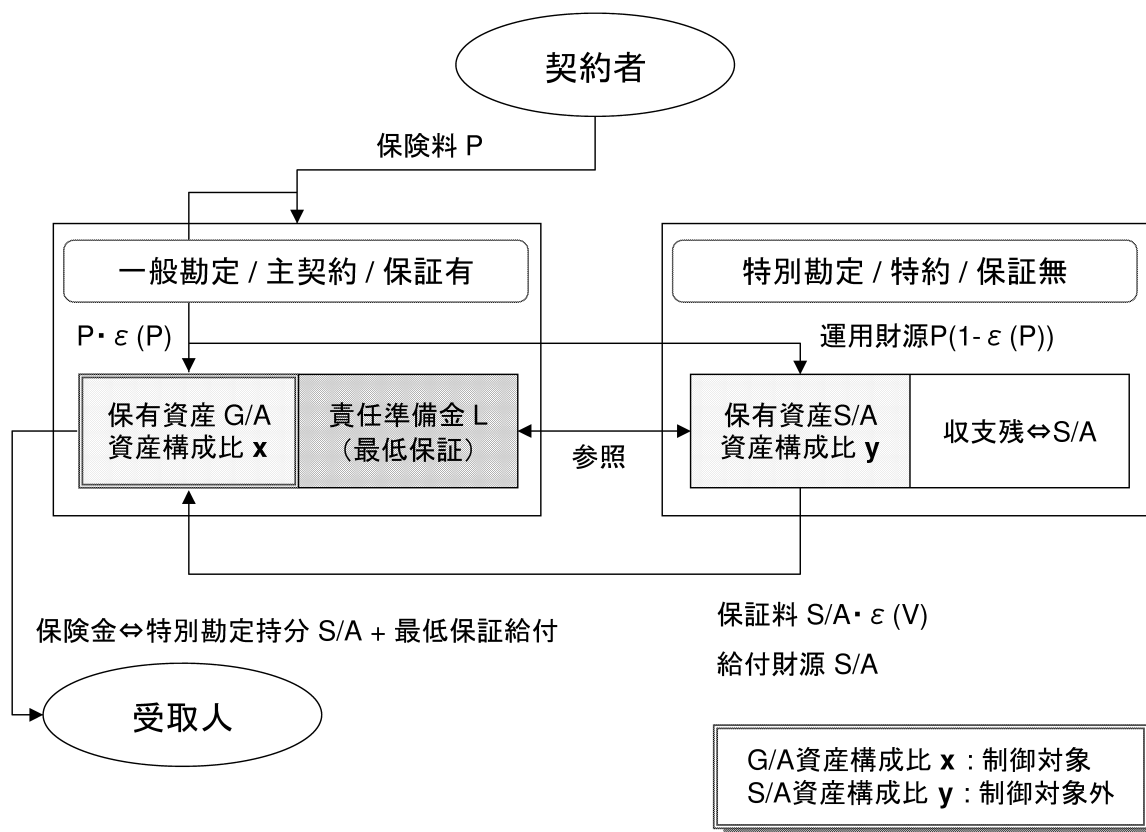 契約者
保険料 P
一般勘定 / 主契約 / 保証有
特別勘定 / 特約 / 保証無
P・ε(P)
運用財源P(1-ε(P))
保有資産 G/A
資産構成比 x
責任準備金 L
（最低保証）
参照
保有資産S/A
資産構成比 y
収支残⇔S/A
保険金⇔特別勘定持分 S/A + 最低保証給付
保証料 S/A・ε(V)
給付財源 S/A
受取人
G/A資産構成比 x : 制御対象
S/A資産構成比 y : 制御対象外